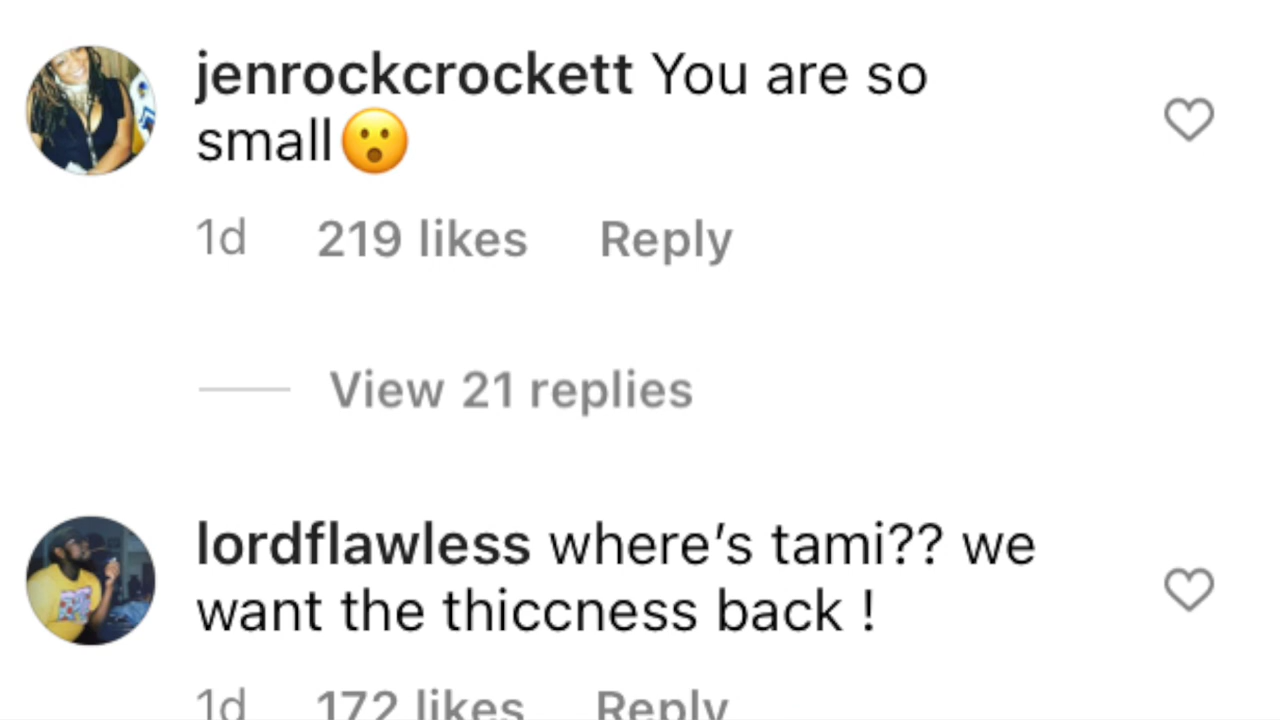 jenrockcrockett You are so
small😮
1d 219 likes Reply
View 21 replies
lordflawless where’s tami?? we
want the thiccness back !
1d 172 likes Reply